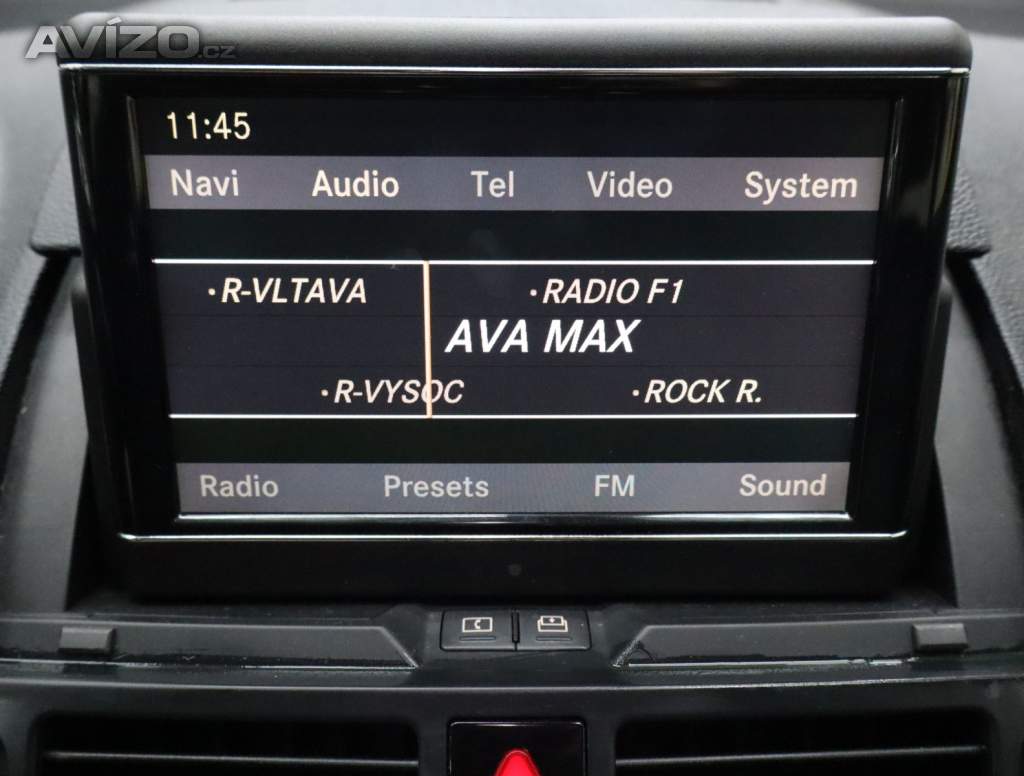 AVÍZO.cz
11:45
Navi Audio Tel Video System
·R-VLTAVA ·RADIO F1
AVA MAX
·R-VYSOC ·ROCK R.
Radio Presets FM Sound